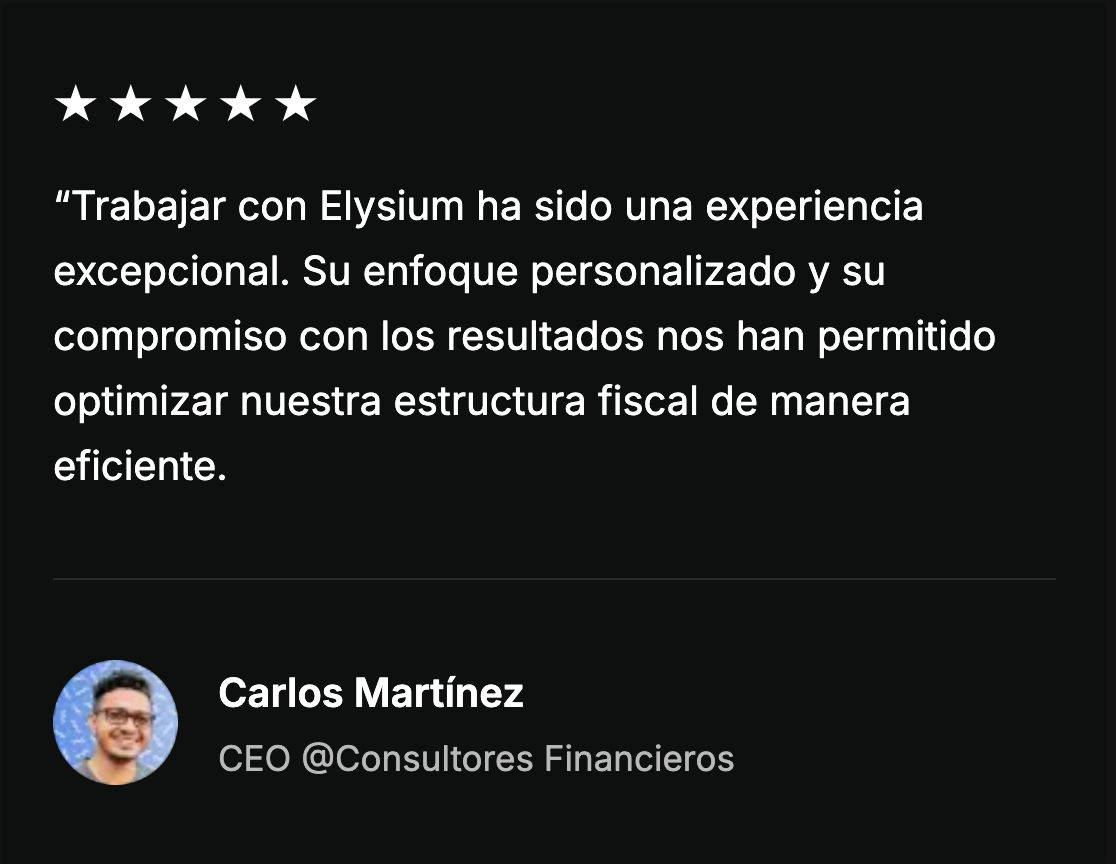 “Trabajar con Elysium ha sido una experiencia
excepcional. Su enfoque personalizado y su
compromiso con los resultados nos han permitido
optimizar nuestra estructura fiscal de manera
eficiente.
Carlos Martínez
CEO @Consultores Financieros